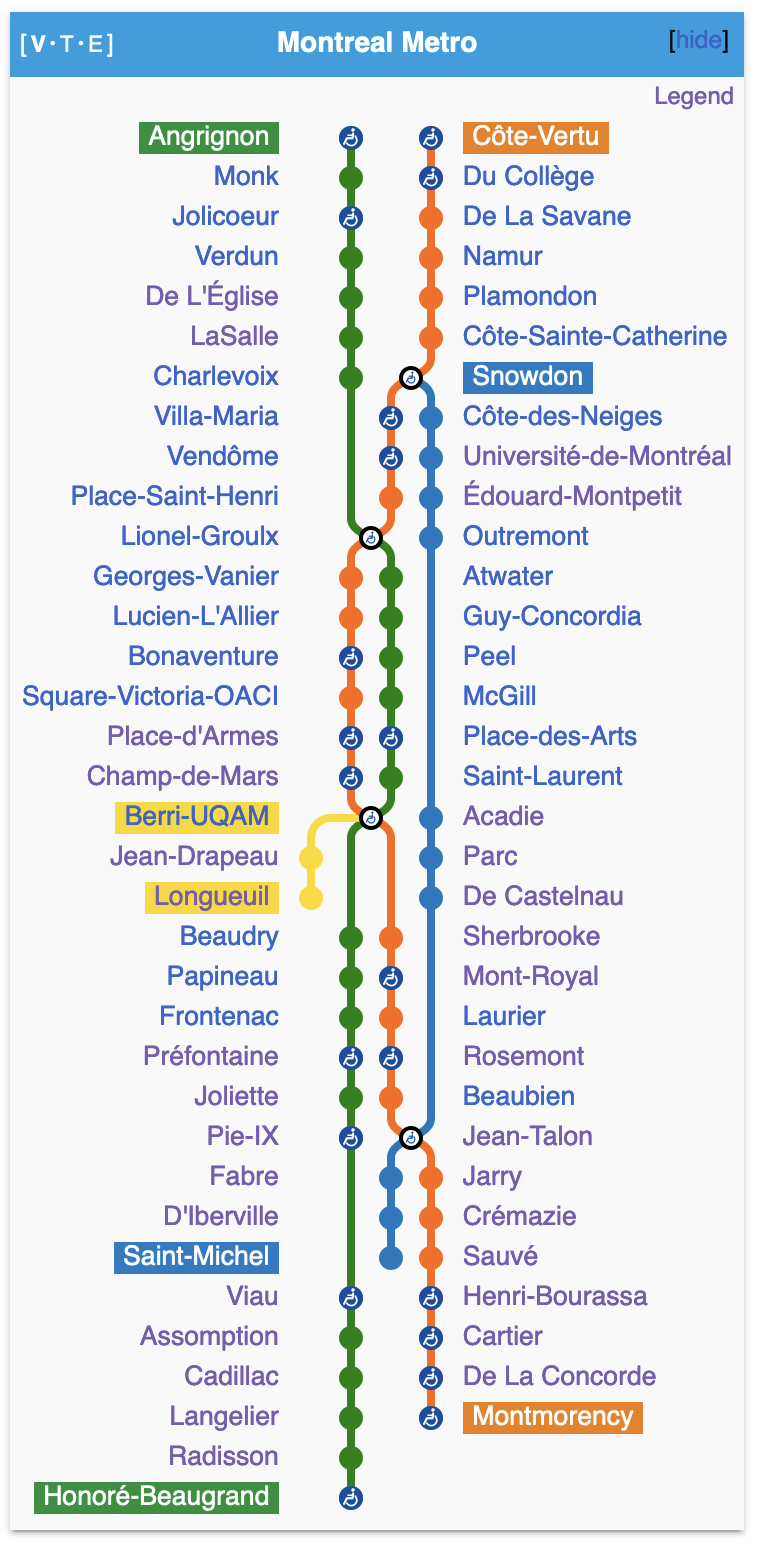 [V·T·E] Montreal Metro [hide]
Legend
Angrignon Côte-Vertu
Monk Du Collège
Jolicoeur De La Savane
Verdun Namur
De L'Église Plamondon
LaSalle Côte-Sainte-Catherine
Charlevoix Snowdon
Villa-Maria Côte-des-Neiges
Vendôme Université-de-Montréal
Place-Saint-Henri Édouard-Montpetit
Lionel-Groulx Outremont
Georges-Vanier Atwater
Lucien-L'Allier Guy-Concordia
Bonaventure Peel
Square-Victoria-OACI McGill
Place-d'Armes Place-des-Arts
Champ-de-Mars Saint-Laurent
Berri-UQAM Acadie
Jean-Drapeau Parc
Longueuil De Castelnau
Beaudry Sherbrooke
Papineau Mont-Royal
Frontenac Laurier
Préfontaine Rosemont
Joliette Beaubien
Pie-IX Jean-Talon
Fabre Jarry
D'Iberville Crémazie
Saint-Michel Sauvé
Viau Henri-Bourassa
Assomption Cartier
Cadillac De La Concorde
Langelier Montmorency
Radisson
Honoré-Beaugrand